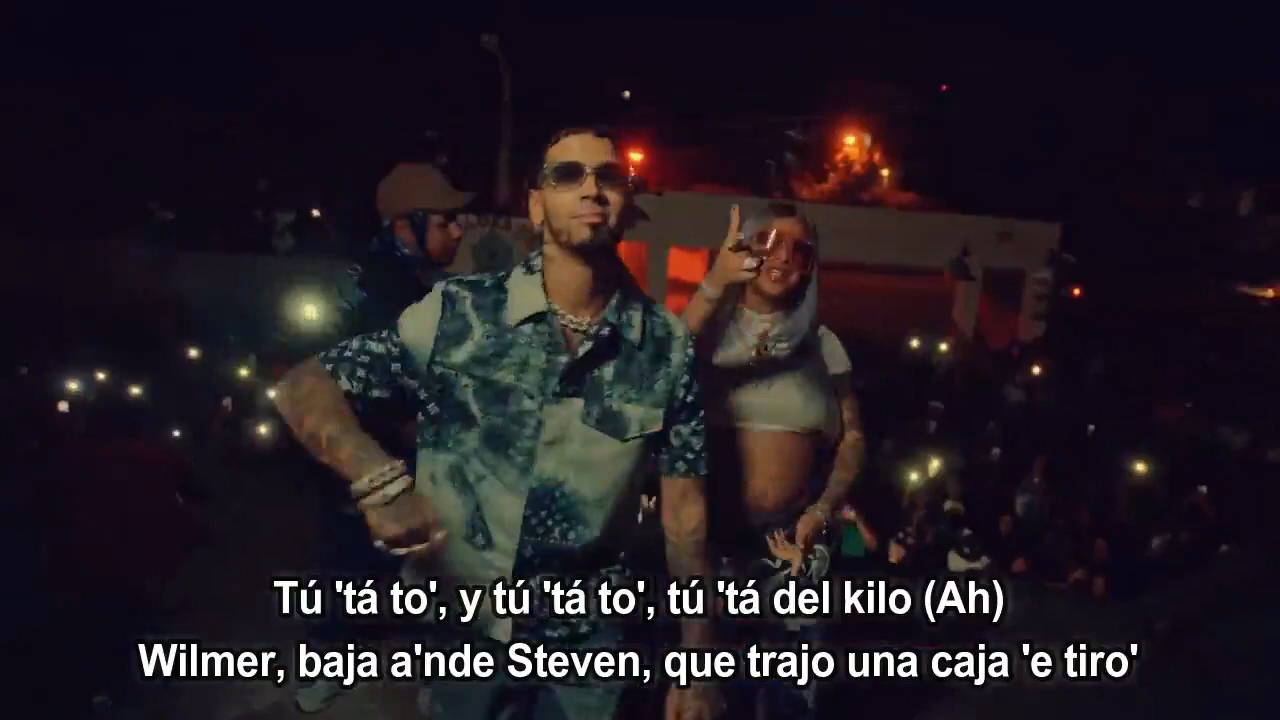 Tú 'tá to', y tú 'tá to', tú 'tá del kilo (Ah)
Wilmer, baja a'nde Steven, que trajo una caja 'e tiro'